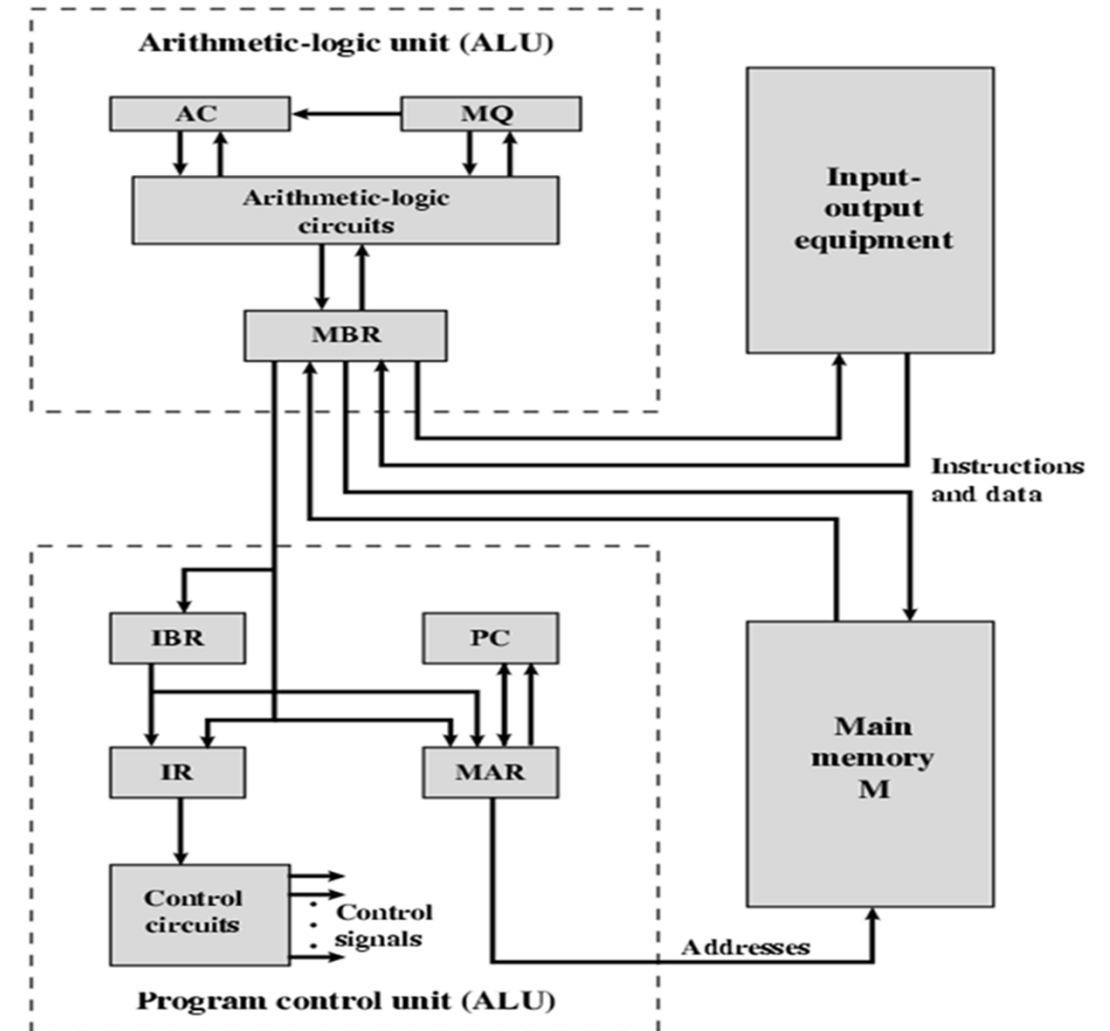 Arithmetic-logic unit (ALU)
AC
MQ
Arithmetic-logic
circuits
MBR
Input-
output
equipment
Instructions
and data
IBR
PC
IR
MAR
Main
memory
M
Control
circuits
Control
signals
Addresses
Program control unit (ALU)